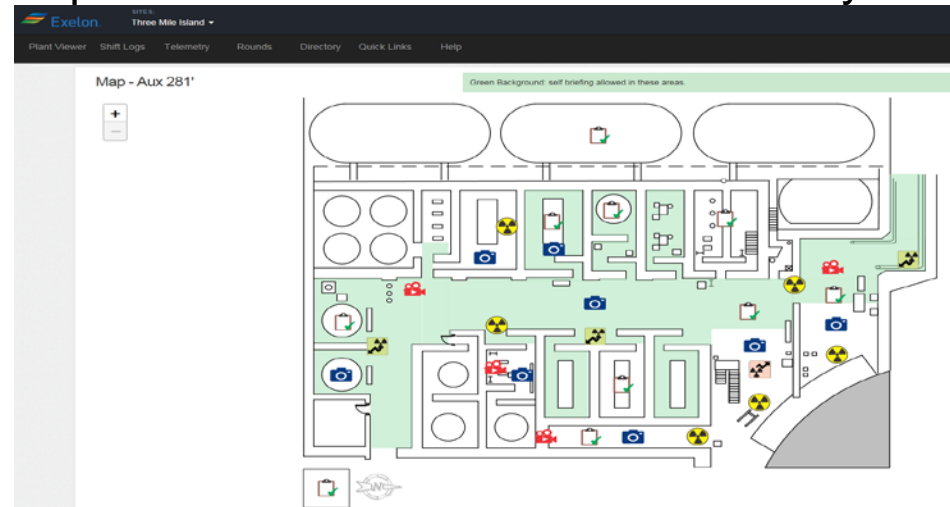 SITES:
Exelon.
Three Mile Island
Plant Viewer Shift Logs Telemetry Rounds Directory Quick Links Help
Map - Aux 281'
Green Background: self briefing allowed in these areas.
+
−